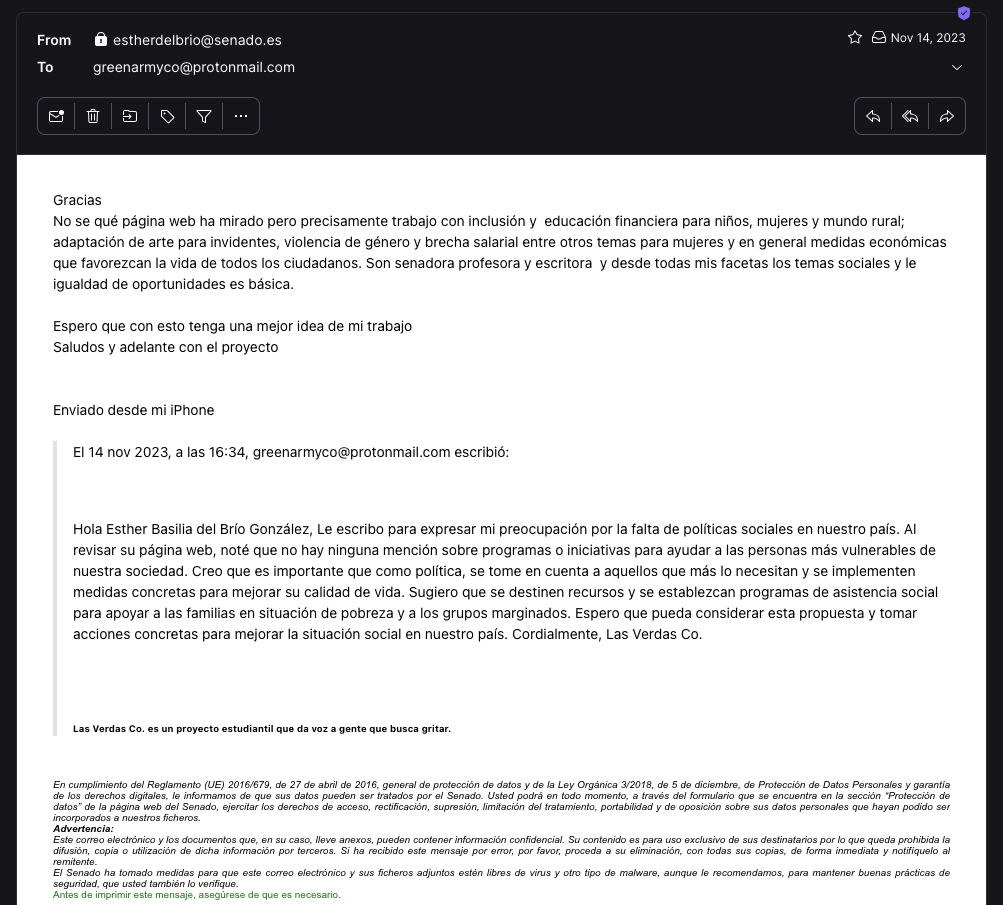 From estherdelbrio@senado.es
Nov 14, 2023
To greenarmyco@protonmail.com
Gracias
No se qué página web ha mirado pero precisamente trabajo con inclusión y  educación financiera para niños, mujeres y mundo rural;
adaptación de arte para invidentes, violencia de género y brecha salarial entre otros temas para mujeres y en general medidas económicas
que favorezcan la vida de todos los ciudadanos. Son senadora profesora y escritora  y desde todas mis facetas los temas sociales y le
igualdad de oportunidades es básica.
Espero que con esto tenga una mejor idea de mi trabajo
Saludos y adelante con el proyecto
Enviado desde mi iPhone
El 14 nov 2023, a las 16:34, greenarmyco@protonmail.com escribió:
Hola Esther Basilia del Brío González, Le escribo para expresar mi preocupación por la falta de políticas sociales en nuestro país. Al
revisar su página web, noté que no hay ninguna mención sobre programas o iniciativas para ayudar a las personas más vulnerables de
nuestra sociedad. Creo que es importante que como política, se tome en cuenta a aquellos que más lo necesitan y se implementen
medidas concretas para mejorar su calidad de vida. Sugiero que se destinen recursos y se establezcan programas de asistencia social
para apoyar a las familias en situación de pobreza y a los grupos marginados. Espero que pueda considerar esta propuesta y tomar
acciones concretas para mejorar la situación social en nuestro país. Cordialmente, Las Verdas Co.
Las Verdas Co. es un proyecto estudiantil que da voz a gente que busca gritar.
En cumplimiento del Reglamento (UE) 2016/679, de 27 de abril de 2016, general de protección de datos y de la Ley Orgánica 3/2018, de 5 de diciembre, de Protección de Datos Personales y garantía
de los derechos digitales, le informamos de que sus datos pueden ser tratados por el Senado. Usted podrá en todo momento, a través del formulario que se encuentra en la sección “Protección de
datos” de la página web del Senado, ejercitar los derechos de acceso, rectificación, supresión, limitación del tratamiento, portabilidad y de oposición sobre sus datos personales que hayan podido ser
incorporados a nuestros ficheros.
Advertencia:
Este correo electrónico y los documentos que, en su caso, lleve anexos, pueden contener información confidencial. Su contenido es para uso exclusivo de sus destinatarios por lo que queda prohibida la
difusión, copia o utilización de dicha información por terceros. Si ha recibido este mensaje por error, por favor, proceda a su eliminación, con todas sus copias, de forma inmediata y notifíquelo al
remitente.
El Senado ha tomado medidas para que este correo electrónico y sus ficheros adjuntos estén libres de virus y otro tipo de malware, aunque le recomendamos, para mantener buenas prácticas de
seguridad, que usted también lo verifique.
Antes de imprimir este mensaje, asegúrese de que es necesario.